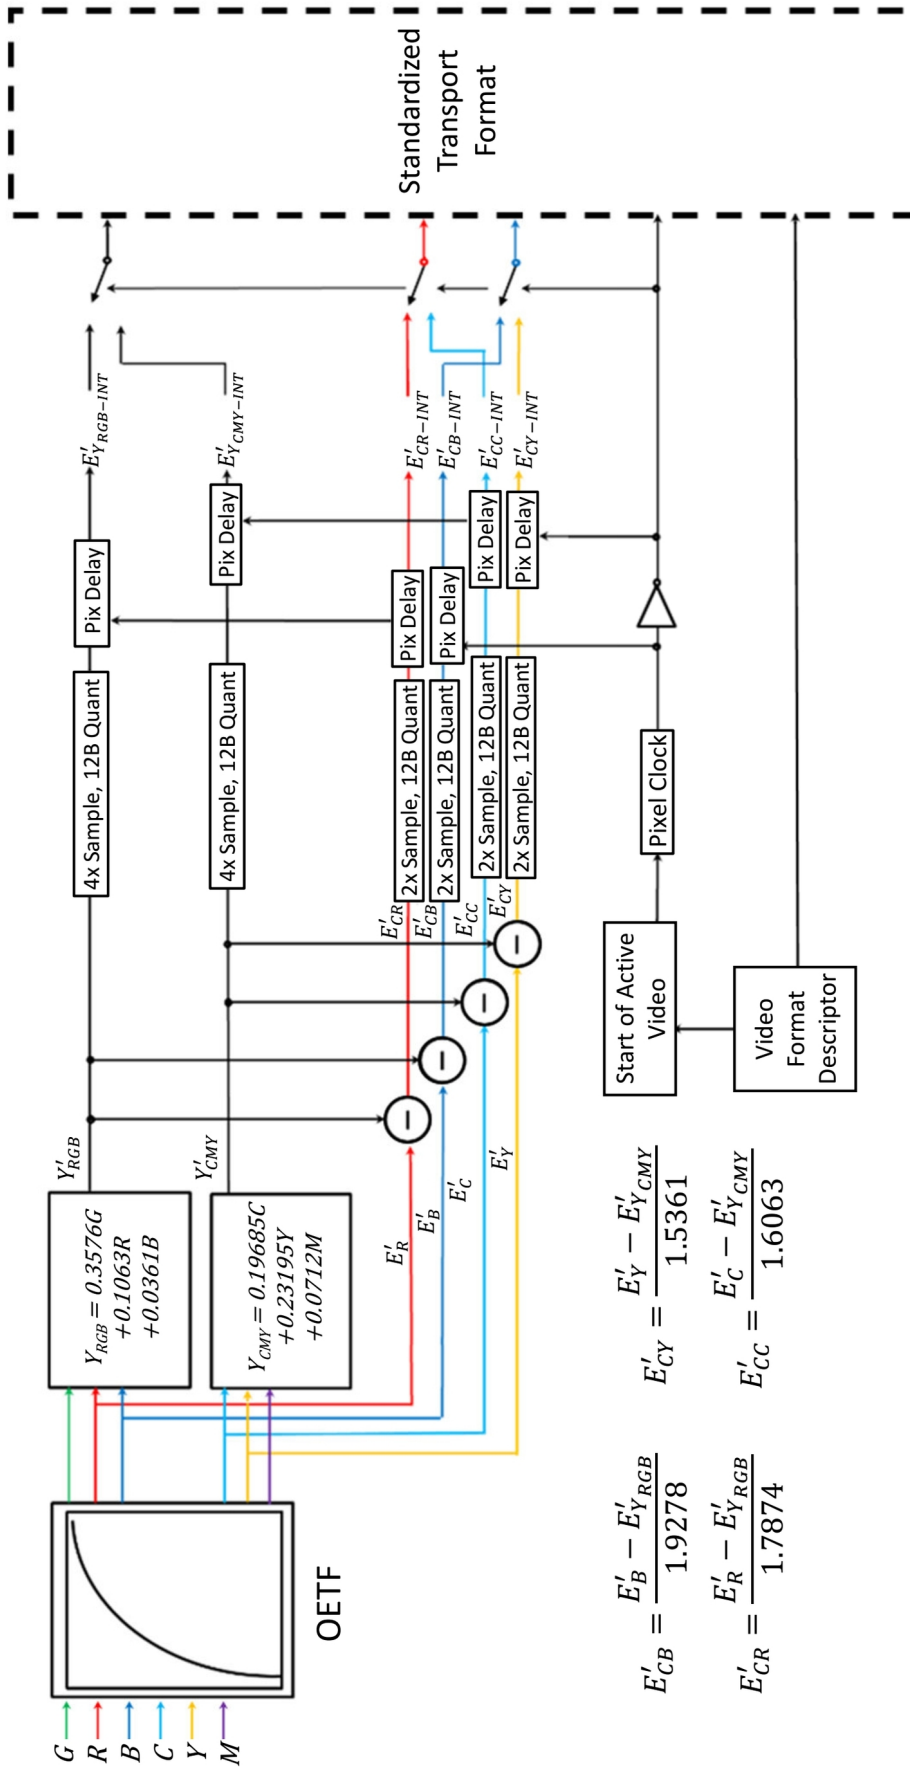 G
R
B
C
Y
M
OETF
Y_RGB = 0.3576G
+0.1063R
+0.0361B
Y_CMY = 0.19685C
+0.23195Y
+0.0712M
Y′_RGB
Y′_CMY
E′_R
E′_B
E′_C
E′_Y
E′_CR
E′_CB
E′_CC
E′_CY
4x Sample, 12B Quant
4x Sample, 12B Quant
2x Sample, 12B Quant
2x Sample, 12B Quant
2x Sample, 12B Quant
2x Sample, 12B Quant
Pix Delay
Pix Delay
Pix Delay
Pix Delay
Pix Delay
Pix Delay
E′_Y_RGB−INT
E′_Y_CMY−INT
E′_CR−INT
E′_CB−INT
E′_CC−INT
E′_CY−INT
Standardized
Transport
Format
Start of Active
Video
Pixel Clock
Video
Format
Descriptor
E′_CB = (E′_B − E′_Y_RGB) / 1.9278
E′_CY = (E′_Y − E′_Y_CMY) / 1.5361
E′_CR = (E′_R − E′_Y_RGB) / 1.7874
E′_CC = (E′_C − E′_Y_CMY) / 1.6063